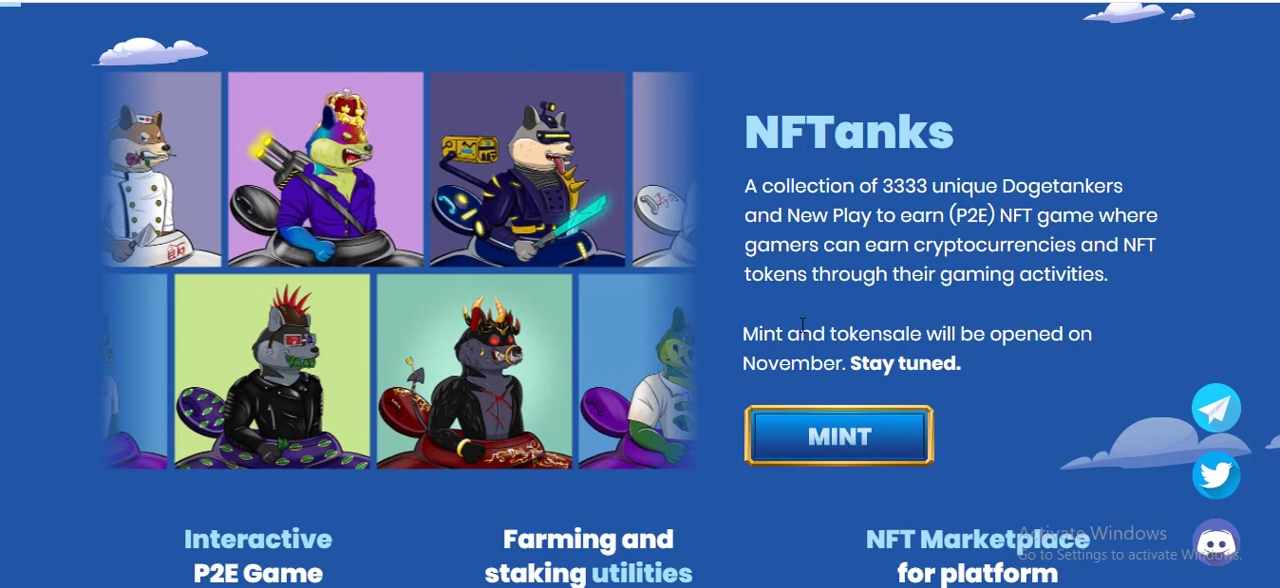 NFTanks
A collection of 3333 unique Dogetankers
and New Play to earn (P2E) NFT game where
gamers can earn cryptocurrencies and NFT
tokens through their gaming activities.
Mint and tokensale will be opened on
November. Stay tuned.
MINT
Interactive
P2E Game
Farming and
staking utilities
NFT Marketplace
for platform
Activate Windows
Go to Settings to activate Windows.